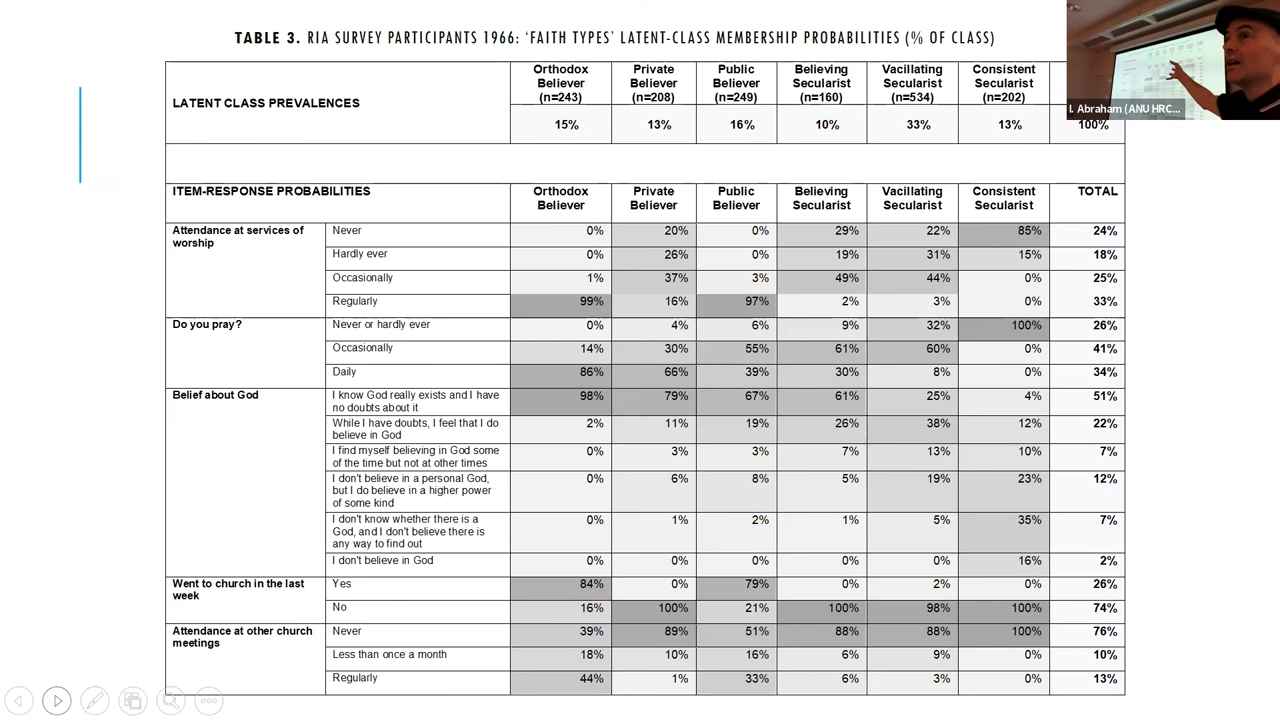 TABLE 3. RIA SURVEY PARTICIPANTS 1966: ‘FAITH TYPES’ LATENT-CLASS MEMBERSHIP PROBABILITIES (% OF CLASS)
LATENT CLASS PREVALENCES
Orthodox Believer (n=243)
Private Believer (n=208)
Public Believer (n=249)
Believing Secularist (n=160)
Vacillating Secularist (n=534)
Consistent Secularist (n=202)
15% 13% 16% 10% 33% 13% 100%
I. Abraham (ANU HRC...
ITEM-RESPONSE PROBABILITIES
Orthodox Believer
Private Believer
Public Believer
Believing Secularist
Vacillating Secularist
Consistent Secularist
TOTAL
Attendance at services of worship
Never 0% 20% 0% 29% 22% 85% 24%
Hardly ever 0% 26% 0% 19% 31% 15% 18%
Occasionally 1% 37% 3% 49% 44% 0% 25%
Regularly 99% 16% 97% 2% 3% 0% 33%
Do you pray?
Never or hardly ever 0% 4% 6% 9% 32% 100% 26%
Occasionally 14% 30% 55% 61% 60% 0% 41%
Daily 86% 66% 39% 30% 8% 0% 34%
Belief about God
I know God really exists and I have no doubts about it 98% 79% 67% 61% 25% 4% 51%
While I have doubts, I feel that I do believe in God 2% 11% 19% 26% 38% 12% 22%
I find myself believing in God some of the time but not at other times 0% 3% 3% 7% 13% 10% 7%
I don't believe in a personal God, but I do believe in a higher power of some kind 0% 6% 8% 5% 19% 23% 12%
I don't know whether there is a God, and I don't believe there is any way to find out 0% 1% 2% 1% 5% 35% 7%
I don't believe in God 0% 0% 0% 0% 0% 16% 2%
Went to church in the last week
Yes 84% 0% 79% 0% 2% 0% 26%
No 16% 100% 21% 100% 98% 100% 74%
Attendance at other church meetings
Never 39% 89% 51% 88% 88% 100% 76%
Less than once a month 18% 10% 16% 6% 9% 0% 10%
Regularly 44% 1% 33% 6% 3% 0% 13%